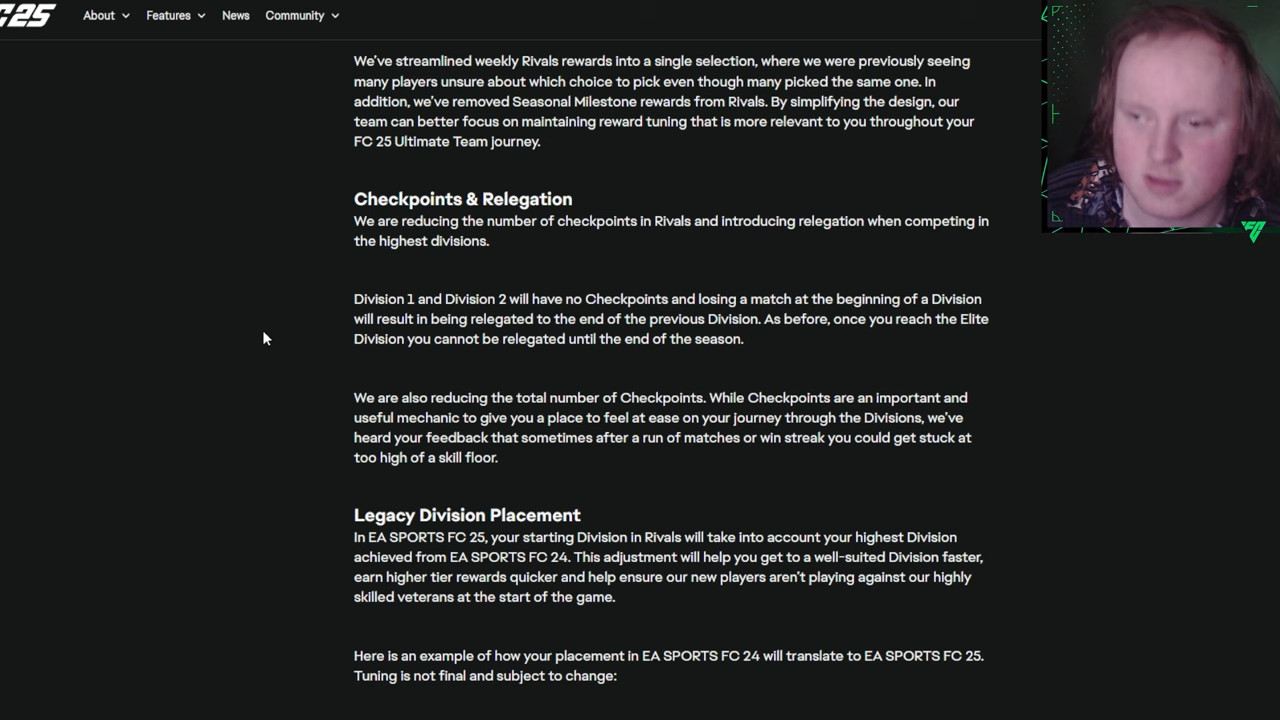 C 25 About Features News Community
We've streamlined weekly Rivals rewards into a single selection, where we were previously seeing
many players unsure about which choice to pick even though many picked the same one. In
addition, we've removed Seasonal Milestone rewards from Rivals. By simplifying the design, our
team can better focus on maintaining reward tuning that is more relevant to you throughout your
FC 25 Ultimate Team journey.
Checkpoints & Relegation
We are reducing the number of checkpoints in Rivals and introducing relegation when competing in
the highest divisions.
Division 1 and Division 2 will have no Checkpoints and losing a match at the beginning of a Division
will result in being relegated to the end of the previous Division. As before, once you reach the Elite
Division you cannot be relegated until the end of the season.
We are also reducing the total number of Checkpoints. While Checkpoints are an important and
useful mechanic to give you a place to feel at ease on your journey through the Divisions, we've
heard your feedback that sometimes after a run of matches or win streak you could get stuck at
too high of a skill floor.
Legacy Division Placement
In EA SPORTS FC 25, your starting Division in Rivals will take into account your highest Division
achieved from EA SPORTS FC 24. This adjustment will help you get to a well-suited Division faster,
earn higher tier rewards quicker and help ensure our new players aren't playing against our highly
skilled veterans at the start of the game.
Here is an example of how your placement in EA SPORTS FC 24 will translate to EA SPORTS FC 25.
Tuning is not final and subject to change: